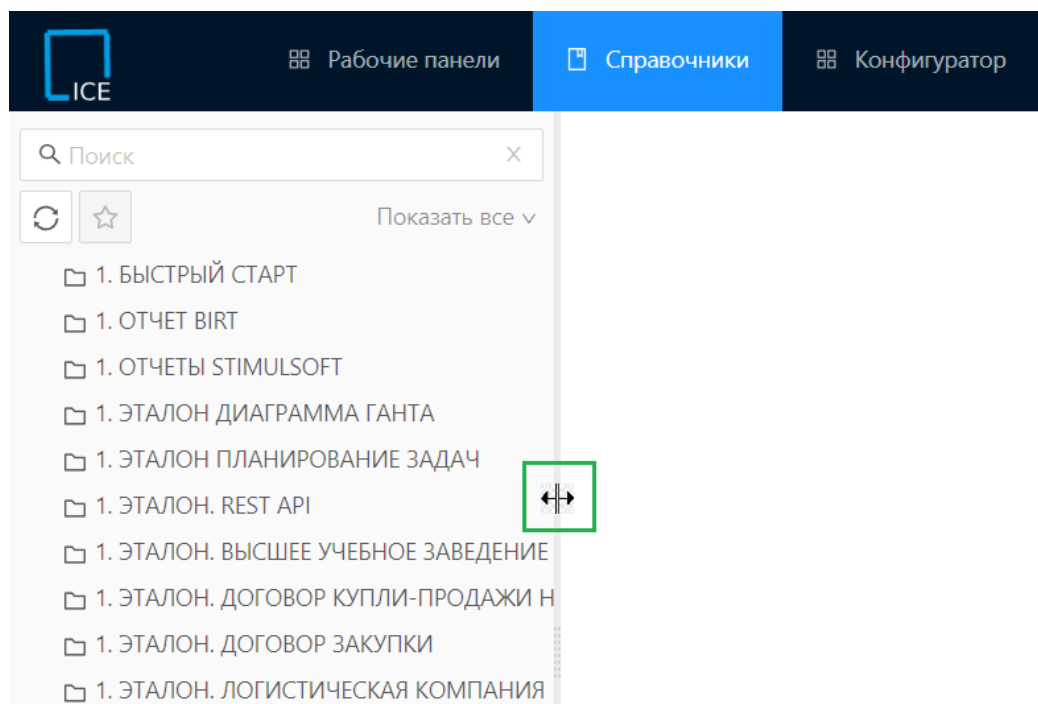 ICE
Рабочие панели
Справочники
Конфигуратор
Поиск
Показать все
1. БЫСТРЫЙ СТАРТ
1. ОТЧЕТ BIRT
1. ОТЧЕТЫ STIMULSOFT
1. ЭТАЛОН ДИАГРАММА ГАНТА
1. ЭТАЛОН ПЛАНИРОВАНИЕ ЗАДАЧ
1. ЭТАЛОН. REST API
1. ЭТАЛОН. ВЫСШЕЕ УЧЕБНОЕ ЗАВЕДЕНИЕ
1. ЭТАЛОН. ДОГОВОР КУПЛИ-ПРОДАЖИ Н
1. ЭТАЛОН. ДОГОВОР ЗАКУПКИ
1. ЭТАЛОН. ЛОГИСТИЧЕСКАЯ КОМПАНИЯ